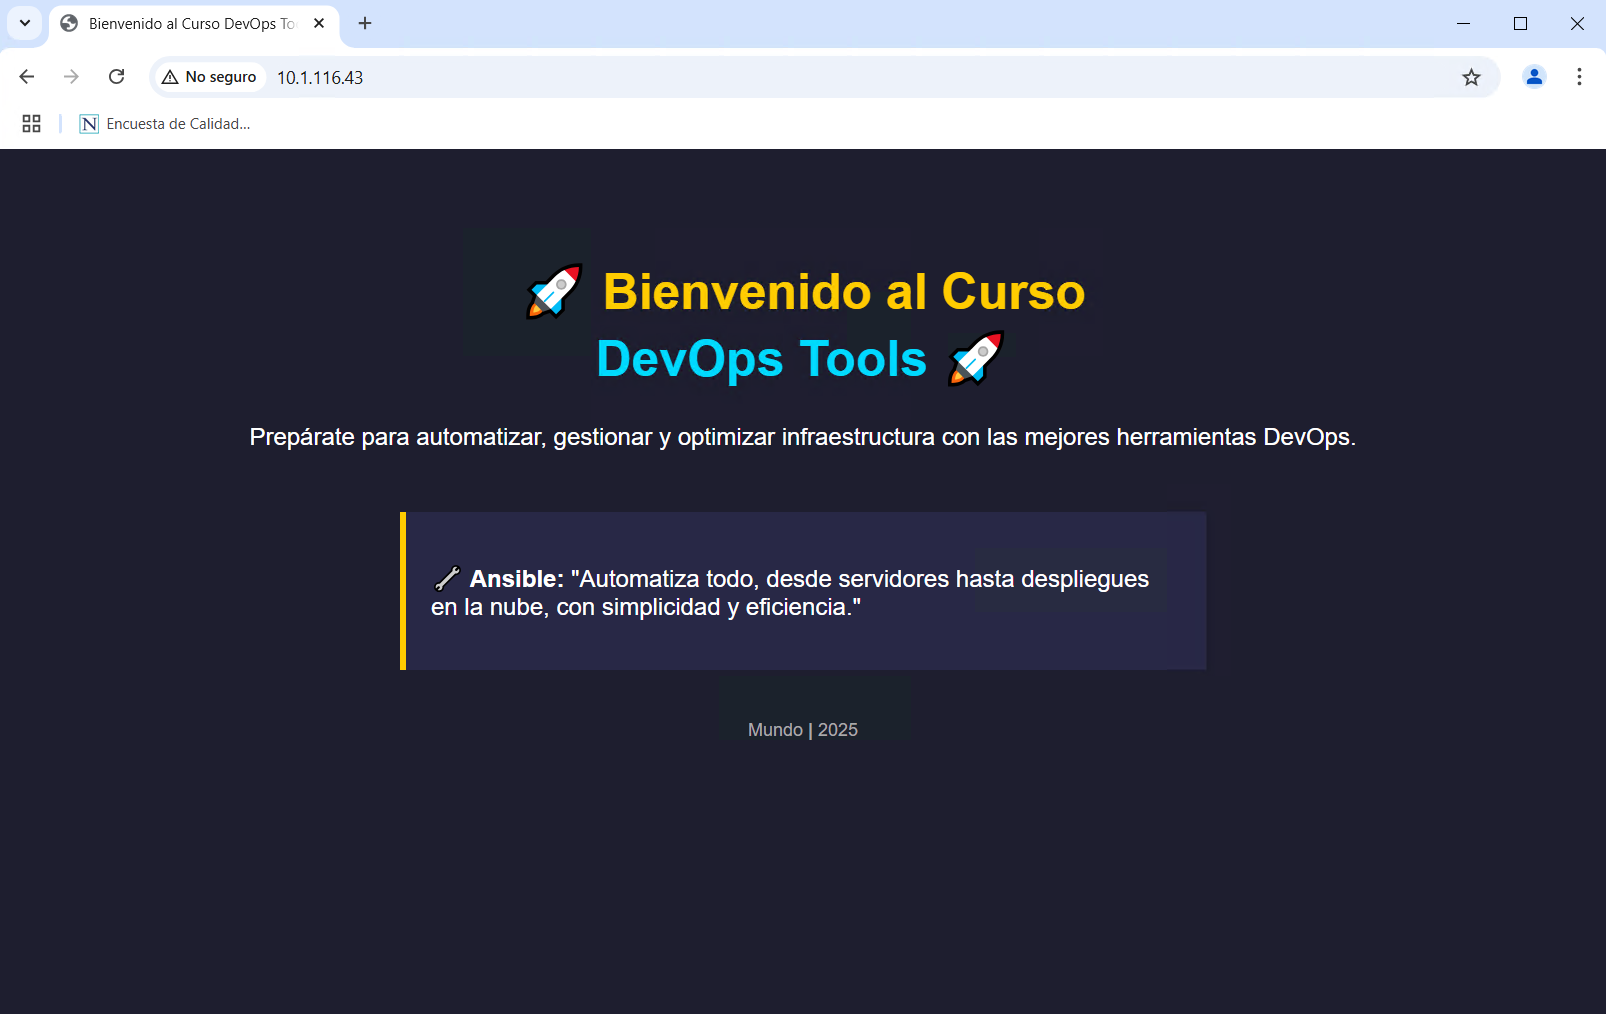 Bienvenido al Curso DevOps To
No seguro
10.1.116.43
N
Encuesta de Calidad...
🚀 Bienvenido al Curso
DevOps Tools 🚀
Prepárate para automatizar, gestionar y optimizar infraestructura con las mejores herramientas DevOps.
🔧 Ansible: "Automatiza todo, desde servidores hasta despliegues
en la nube, con simplicidad y eficiencia."
Mundo | 2025